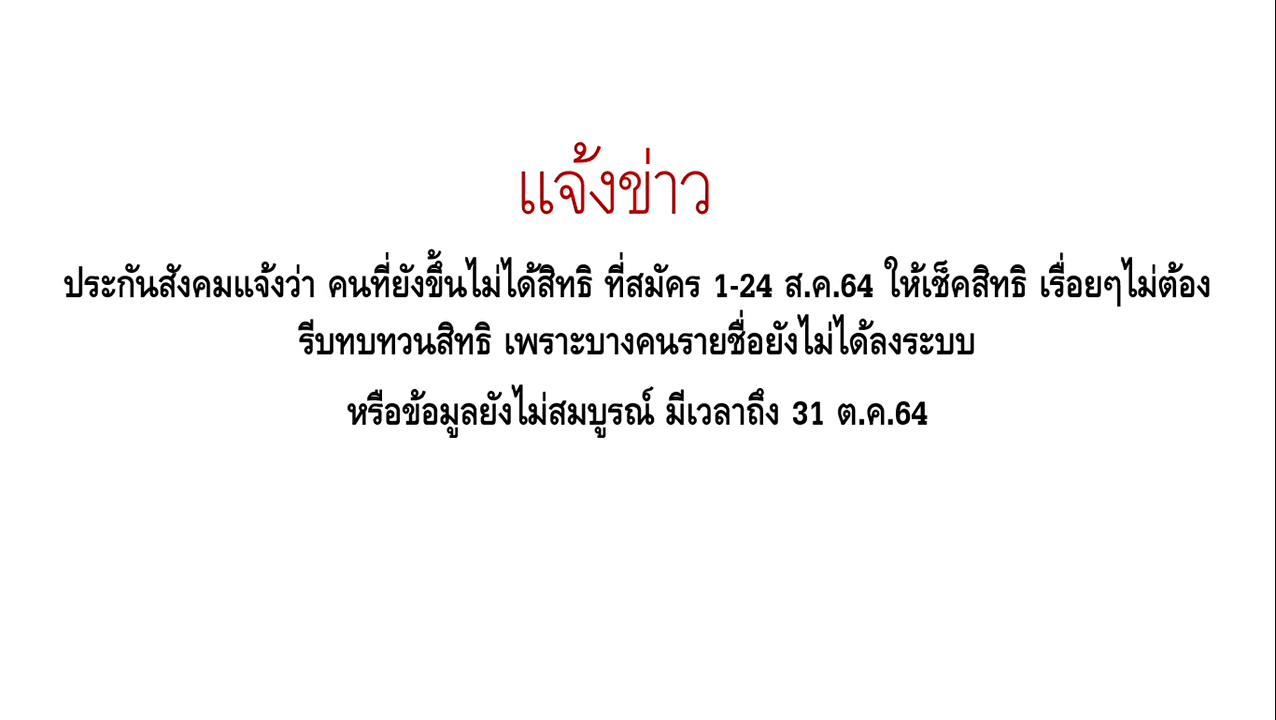 แจ้งข่าว
ประกันสังคมแจ้งว่า คนที่ยังขึ้นไม่ได้สิทธิ ที่สมัคร 1-24 ส.ค.64 ให้เช็คสิทธิ เรื่อยๆไม่ต้อง
รีบทบทวนสิทธิ เพราะบางคนรายชื่อยังไม่ได้ลงระบบ
หรือข้อมูลยังไม่สมบูรณ์ มีเวลาถึง 31 ต.ค.64